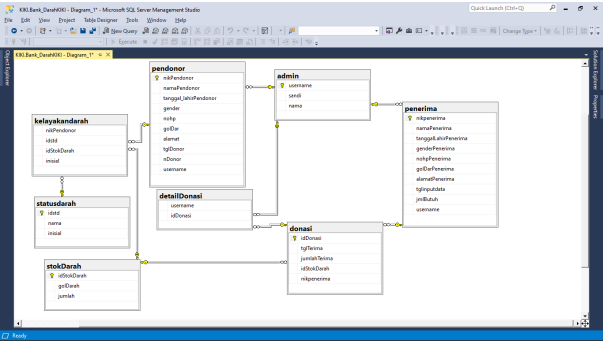 KIKI.Bank_DarahKIKI - Diagram_1* - Microsoft SQL Server Management Studio
Quick Launch (Ctrl+Q)
File Edit View Project Table Designer Tools Window Help
New Query
Execute
Change Type
KIKI.Bank_DarahKIKI - Diagram_1*
Object Explorer
Solution Explorer
Properties
pendonor
nikPendonor
namaPendonor
tanggal_lahirPendonor
gender
nohp
golDar
alamat
tglDonor
nDonor
username
admin
username
sandi
nama
penerima
nikpenerima
namaPenerima
tanggalLahirPenerima
genderPenerima
nohpPenerima
golDarPenerima
alamatPenerima
tglinputdata
jmlButuh
username
kelayakandarah
nikPendonor
idstd
idStokDarah
inisial
statusdarah
idstd
nama
inisial
detailDonasi
username
idDonasi
donasi
idDonasi
tglTerima
jumlahTerima
idStokDarah
nikpenerima
stokDarah
idStokDarah
golDarah
jumlah
Ready